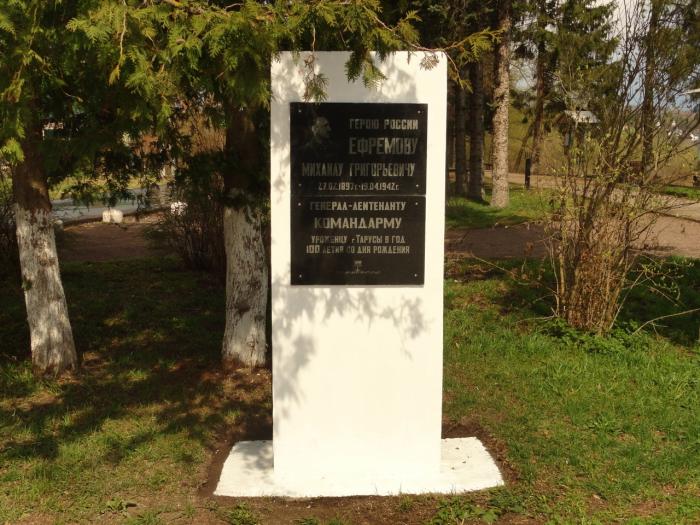 ГЕРОЮ РОССИИ
ЕФРЕМОВУ
МИХАИЛУ ГРИГОРЬЕВИЧУ
27.02.1897г.-19.04.1942г.
ГЕНЕРАЛ-ЛЕЙТЕНАНТУ
КОМАНДАРМУ
УРОЖЕНЦУ г.ТАРУСЫ В ГОД
100 ЛЕТИЯ СО ДНЯ РОЖДЕНИЯ